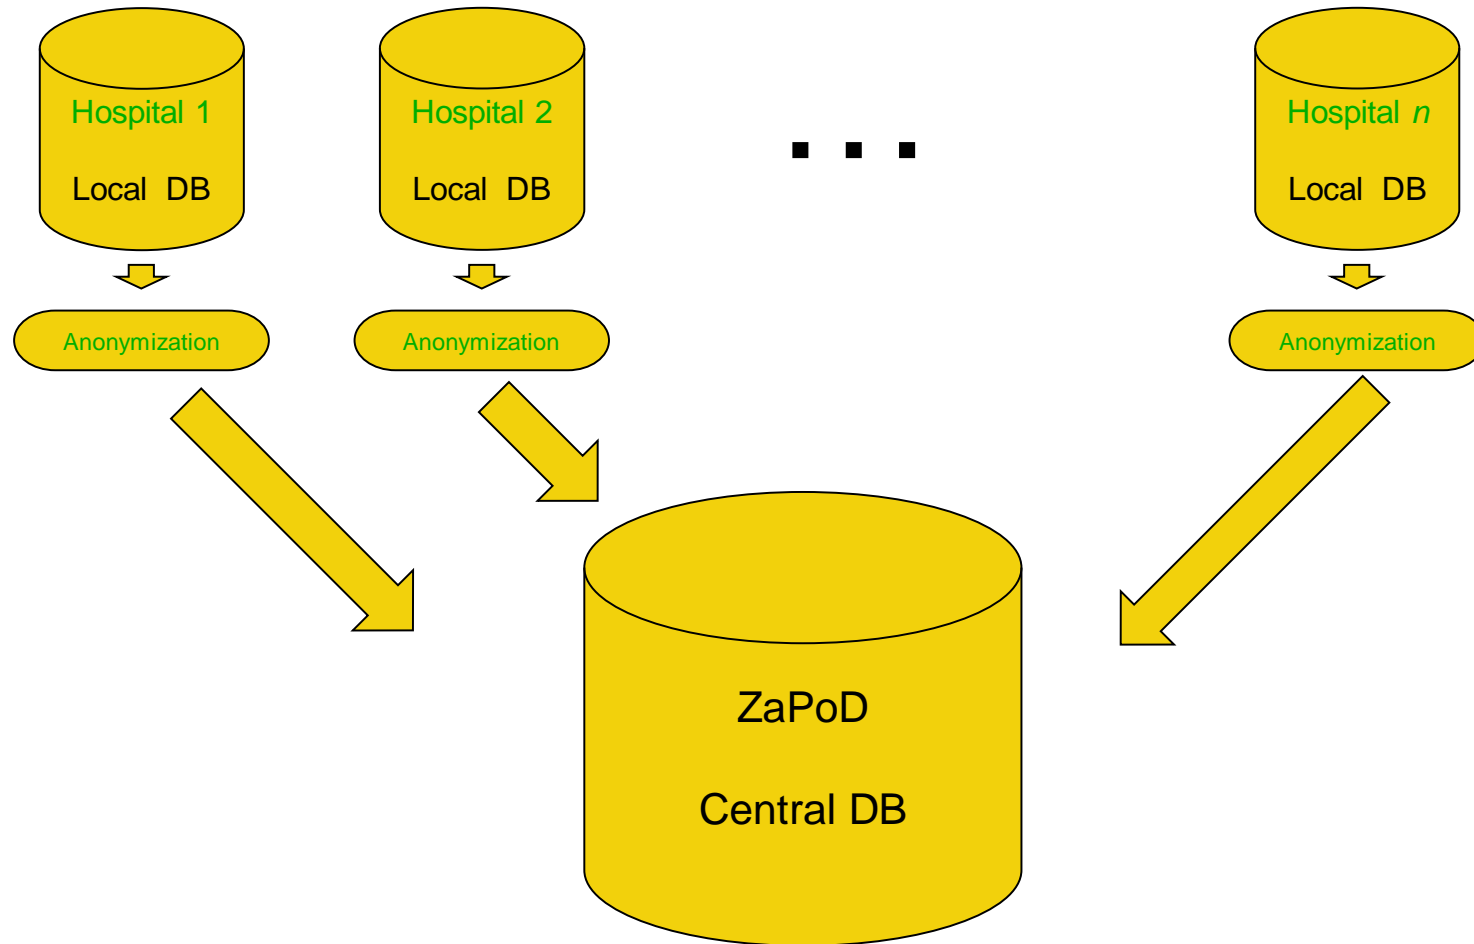 Hospital 1
Local DB
Hospital 2
Local DB
. . .
Hospital n
Local DB
Anonymization
Anonymization
Anonymization
ZaPoD
Central DB